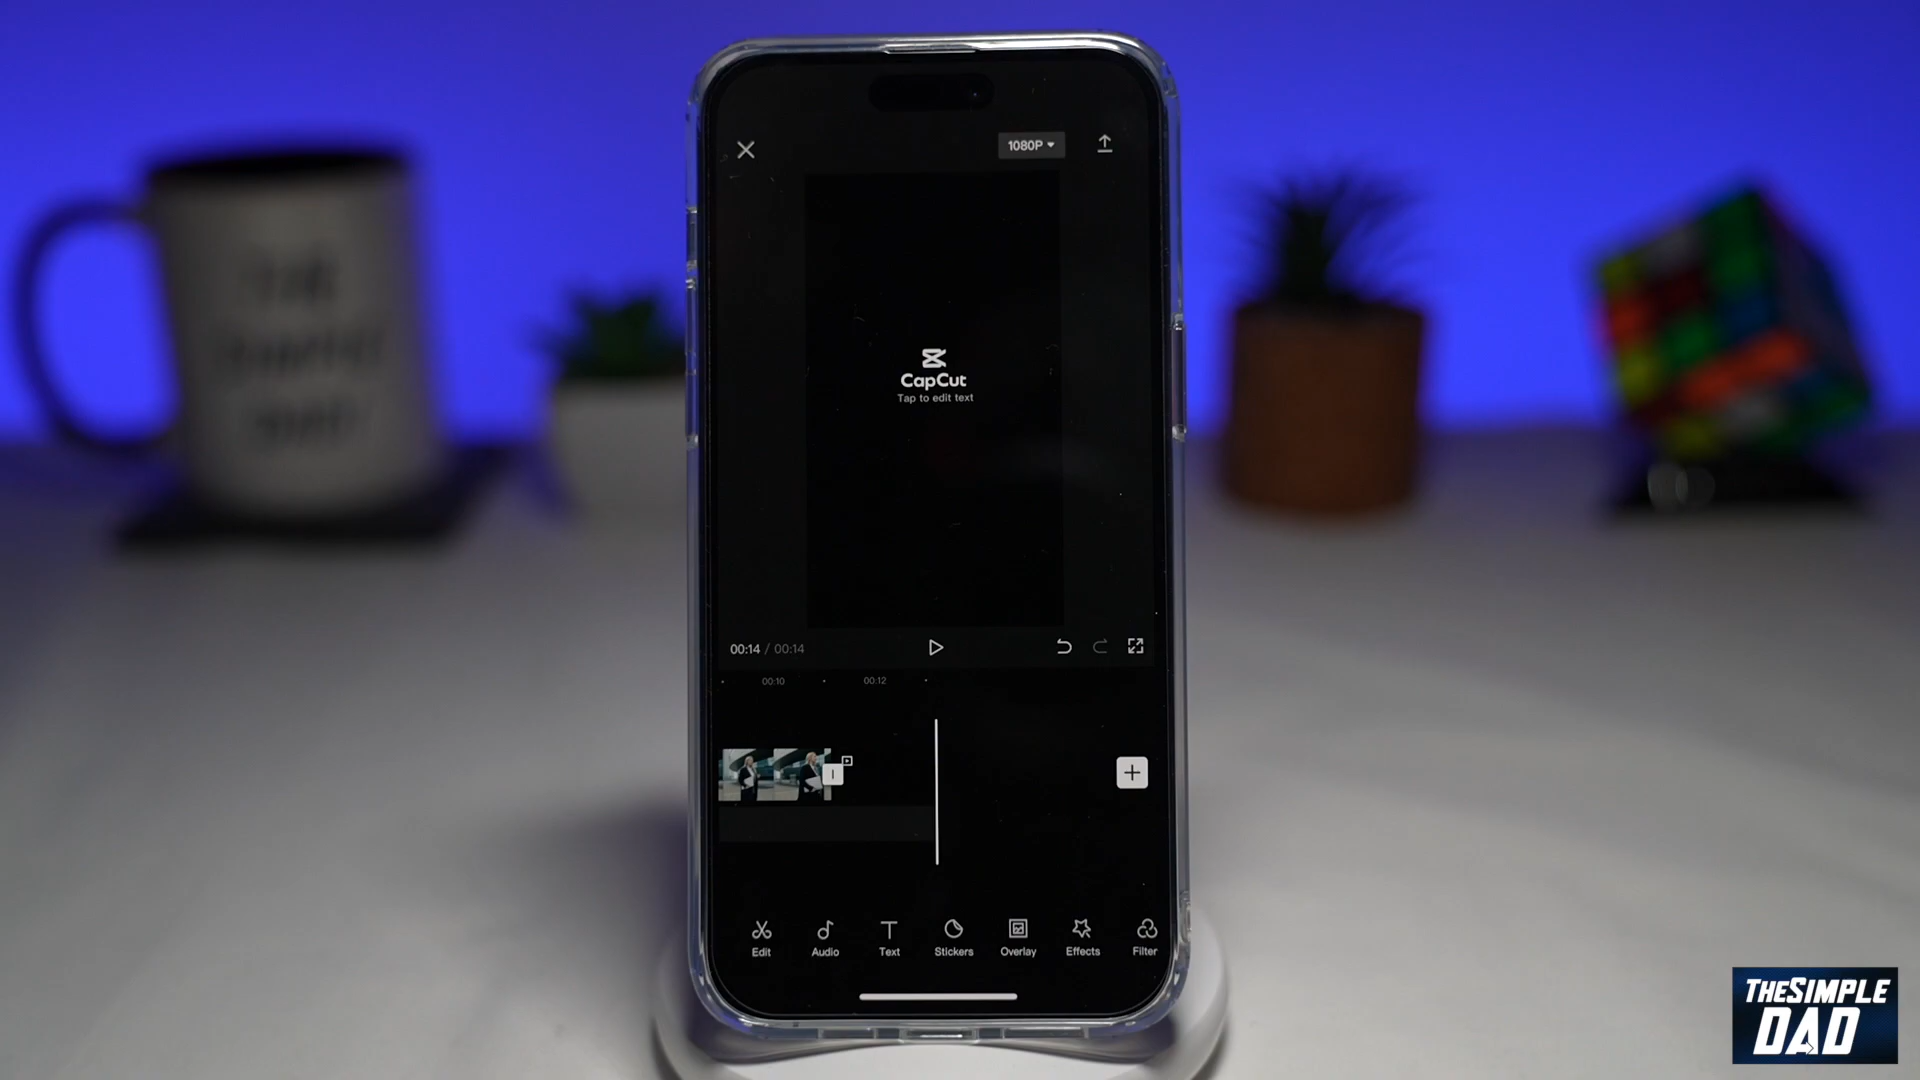 1080P
CapCut
Tap to edit text
00:14 / 00:14
00:10
00:12
Edit
Audio
Text
Stickers
Overlay
Effects
Filter
THESIMPLE
DAD